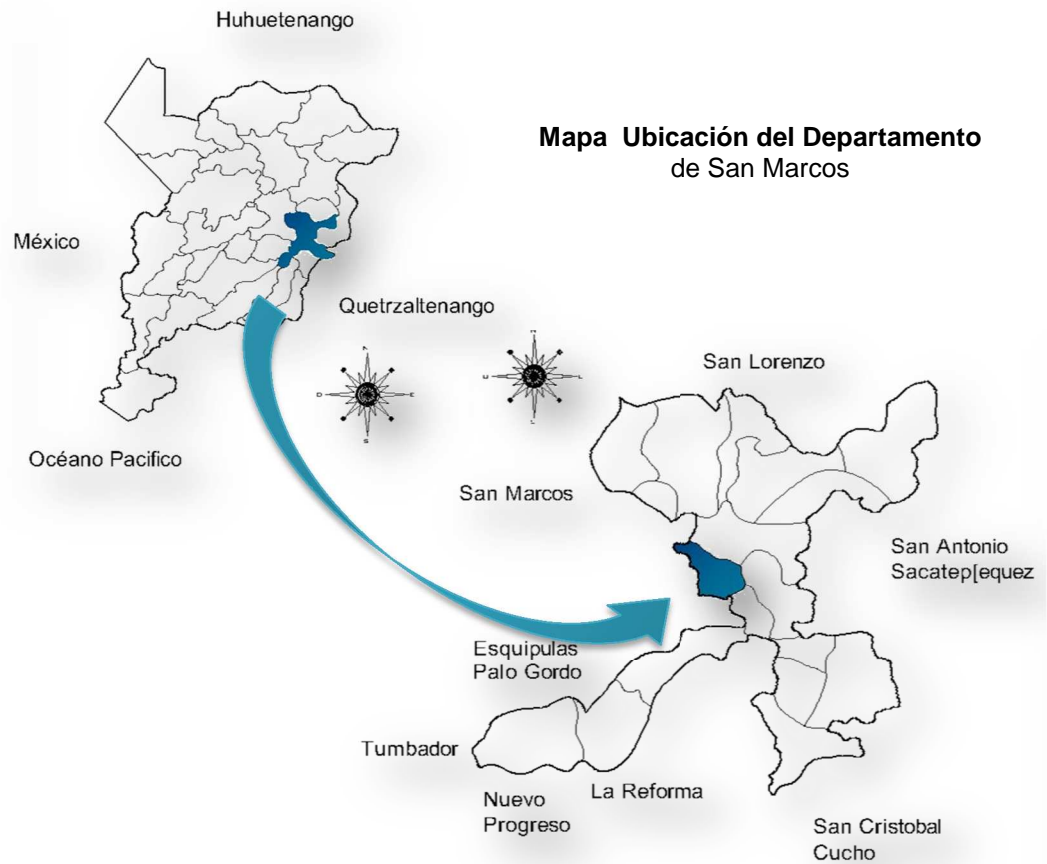 Huhuetenango
Mapa Ubicación del Departamento
de San Marcos
México
Quetrzaltenango
Océano Pacifico
San Lorenzo
San Marcos
San Antonio
Sacatep[equez
Esquipulas
Palo Gordo
Tumbador
La Reforma
Nuevo
Progreso
San Cristobal
Cucho